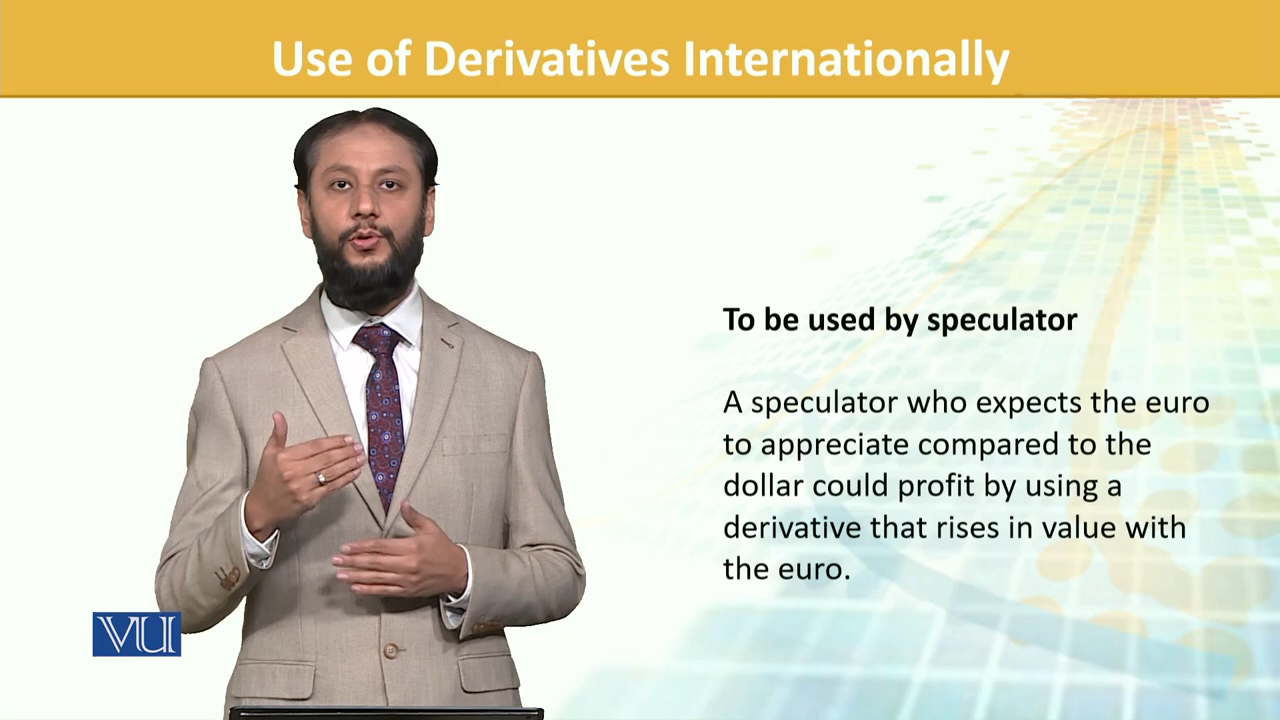 Use of Derivatives Internationally
To be used by speculator
A speculator who expects the euro
to appreciate compared to the
dollar could profit by using a
derivative that rises in value with
the euro.
VU